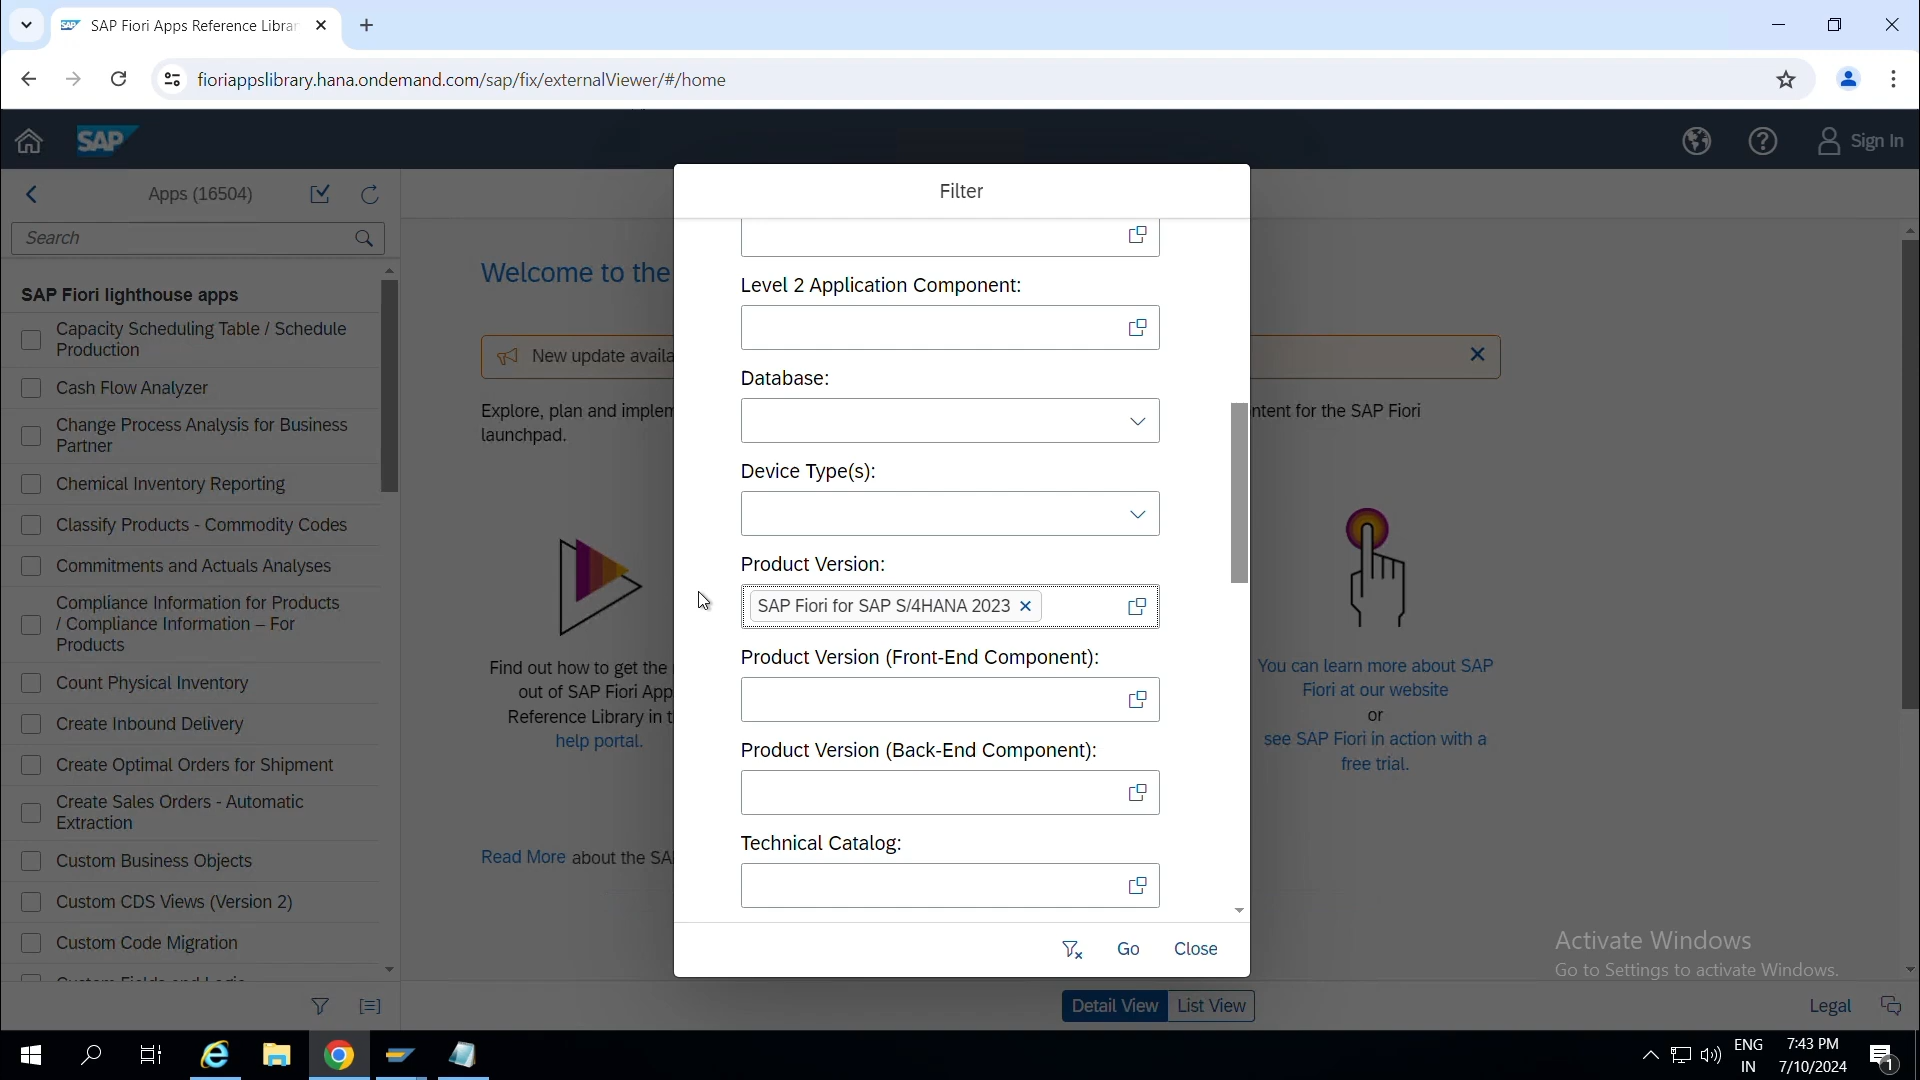 SAP Fiori Apps Reference Librar
fioriappslibrary.hana.ondemand.com/sap/fix/externalViewer/#/home
SAP
Sign In
Apps (16504)
Search
SAP Fiori lighthouse apps
Capacity Scheduling Table / Schedule
Production
Cash Flow Analyzer
Change Process Analysis for Business
Partner
Chemical Inventory Reporting
Classify Products - Commodity Codes
Commitments and Actuals Analyses
Compliance Information for Products
/ Compliance Information – For
Products
Count Physical Inventory
Create Inbound Delivery
Create Optimal Orders for Shipment
Create Sales Orders - Automatic
Extraction
Custom Business Objects
Custom CDS Views (Version 2)
Custom Code Migration
Welcome to the
New update availa
Explore, plan and implem
launchpad.
ntent for the SAP Fiori
Find out how to get the
out of SAP Fiori App
Reference Library in t
help portal.
You can learn more about SAP
Fiori at our website
or
see SAP Fiori in action with a
free trial.
Read More about the SA
Filter
Level 2 Application Component:
Database:
Device Type(s):
Product Version:
SAP Fiori for SAP S/4HANA 2023
Product Version (Front-End Component):
Product Version (Back-End Component):
Technical Catalog:
Go Close
Activate Windows
Go to Settings to activate Windows.
Detail View List View
Legal
ENG
IN
7:43 PM
7/10/2024
1